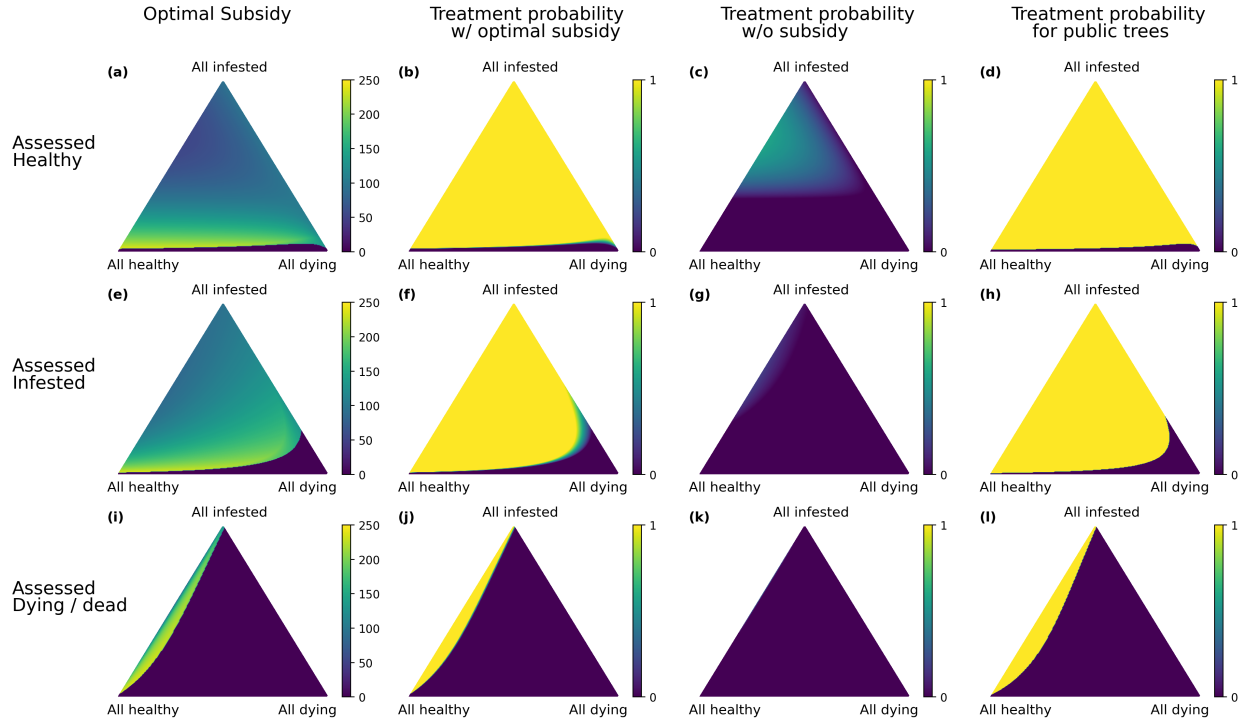 Optimal Subsidy
Treatment probability
w/ optimal subsidy
Treatment probability
w/o subsidy
Treatment probability
for public trees
Assessed
Healthy
(a)
All infested
All healthy
All dying
250
200
150
100
50
0
(b)
All infested
All healthy
All dying
1
0
(c)
All infested
All healthy
All dying
1
0
(d)
All infested
All healthy
All dying
1
0
Assessed
Infested
(e)
All infested
All healthy
All dying
250
200
150
100
50
0
(f)
All infested
All healthy
All dying
1
0
(g)
All infested
All healthy
All dying
1
0
(h)
All infested
All healthy
All dying
1
0
Assessed
Dying / dead
(i)
All infested
All healthy
All dying
250
200
150
100
50
0
(j)
All infested
All healthy
All dying
1
0
(k)
All infested
All healthy
All dying
1
0
(l)
All infested
All healthy
All dying
1
0